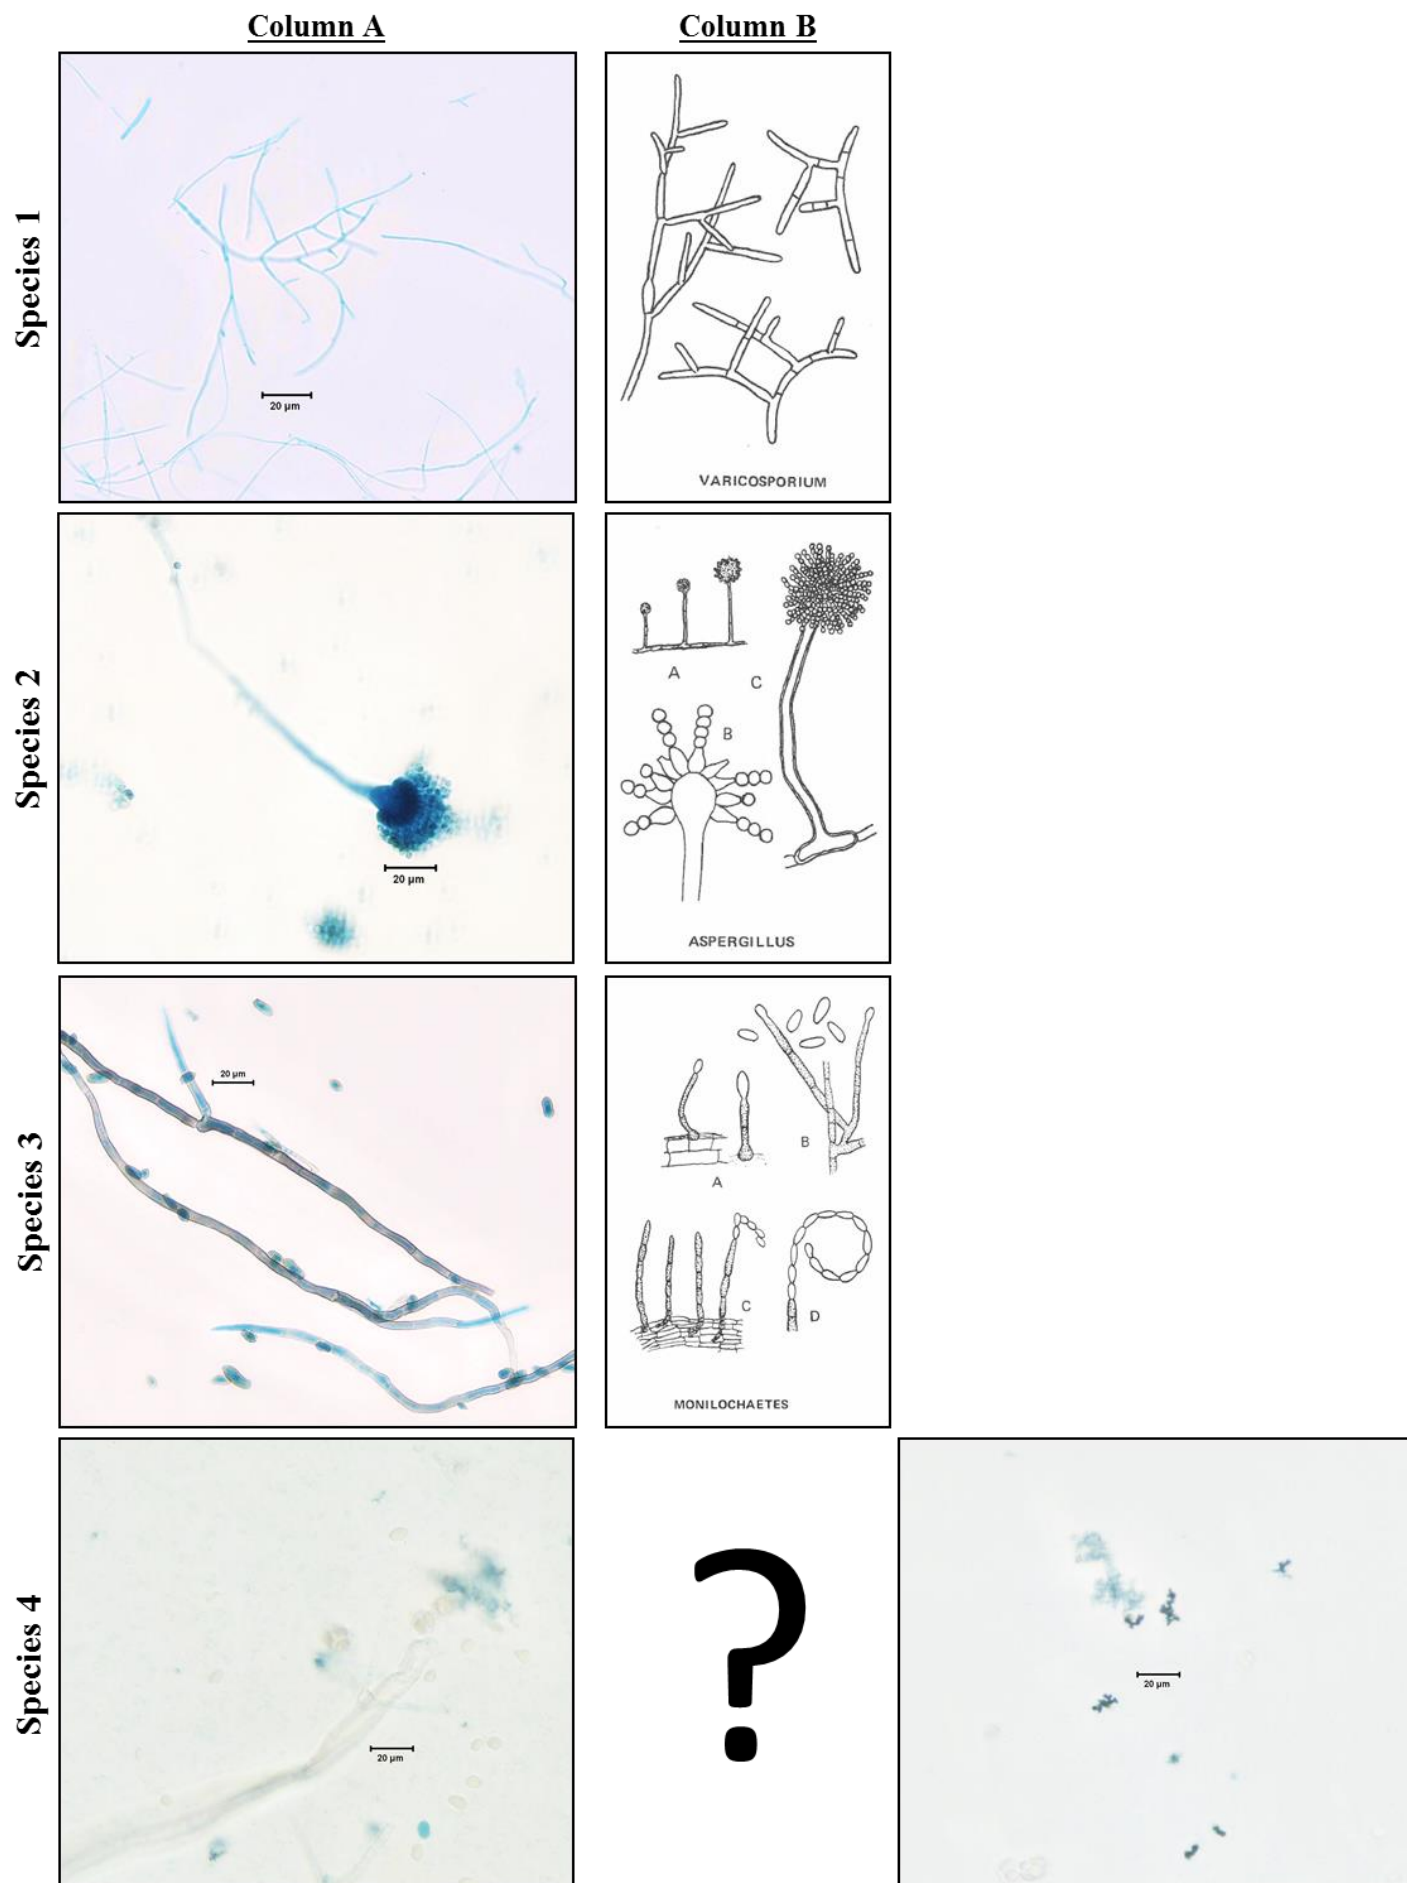 Column A
Column B
Species 1
20 µm
VARICOSPORIUM
Species 2
20 µm
A
B
C
ASPERGILLUS
Species 3
20 µm
A
B
C
D
MONILOCHAETES
Species 4
20 µm
?
20 µm